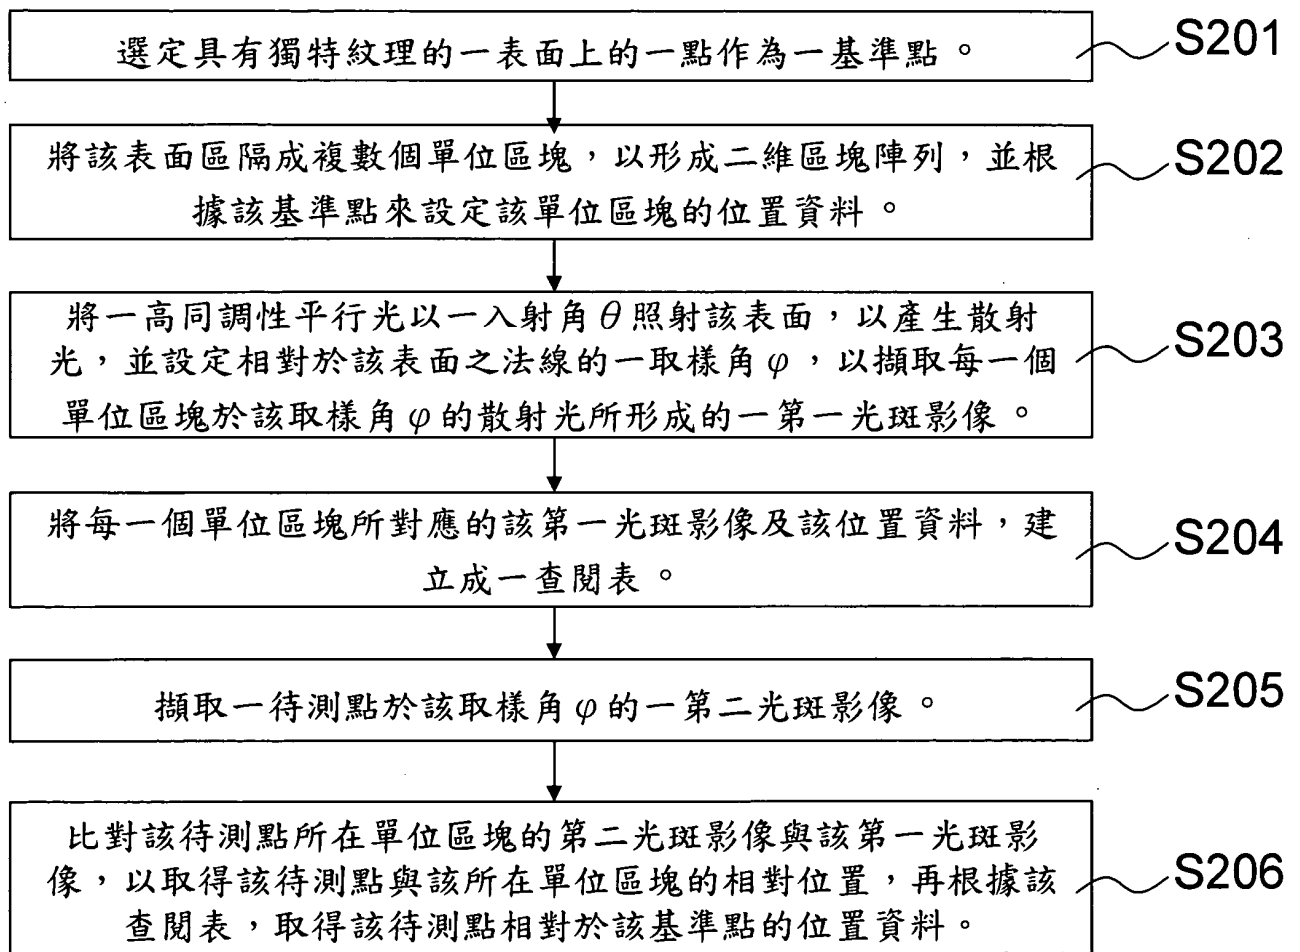 選定具有獨特紋理的一表面上的一點作為一基準點。
S201
將該表面區隔成複數個單位區塊，以形成二維區塊陣列，並根
據該基準點來設定該單位區塊的位置資料。
S202
將一高同調性平行光以一入射角θ照射該表面，以產生散射
光，並設定相對於該表面之法線的一取樣角φ，以擷取每一個
單位區塊於該取樣角φ的散射光所形成的一第一光斑影像。
S203
將每一個單位區塊所對應的該第一光斑影像及該位置資料，建
立成一查閱表。
S204
擷取一待測點於該取樣角φ的一第二光斑影像。
S205
比對該待測點所在單位區塊的第二光斑影像與該第一光斑影
像，以取得該待測點與該所在單位區塊的相對位置，再根據該
查閱表，取得該待測點相對於該基準點的位置資料。
S206